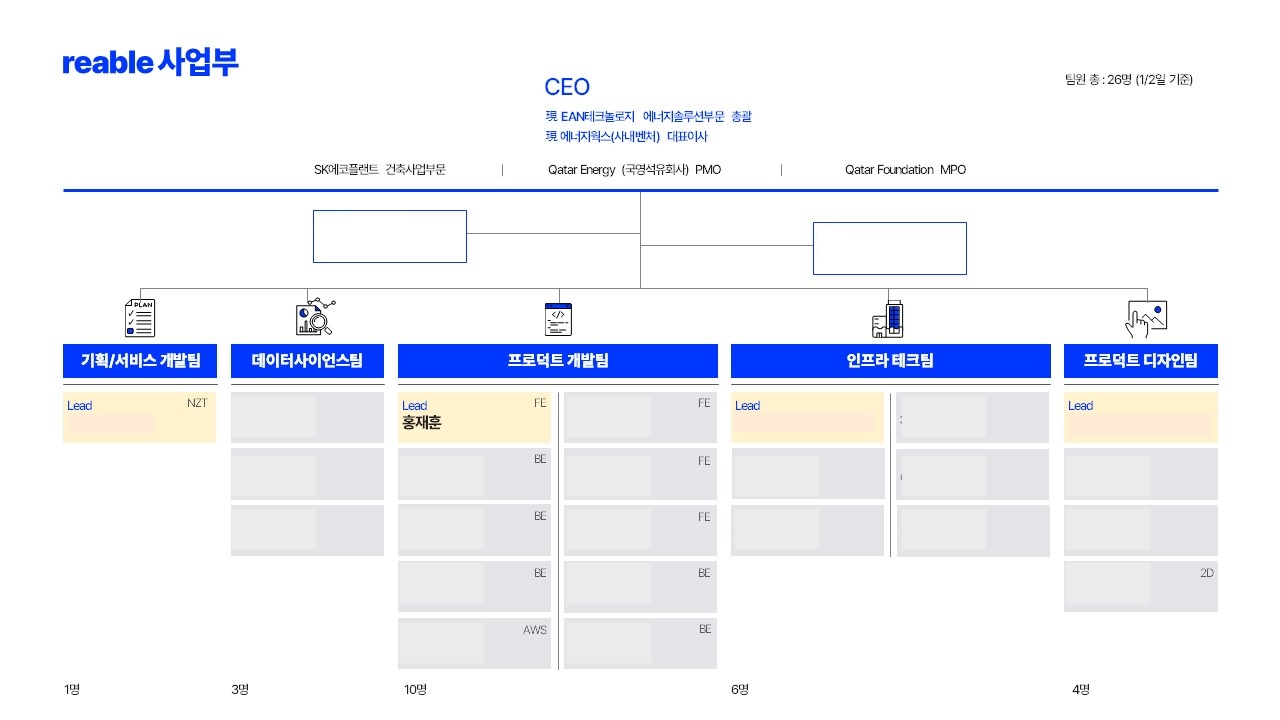 reable 사업부
CEO
팀원 총 : 26명 (1/2일 기준)
現 EAN테크놀로지 에너지솔루션부문 총괄
現 에너지웍스(사내벤처) 대표이사
SK에코플랜트 건축사업부문 | Qatar Energy (국영석유회사) PMO | Qatar Foundation MPO
PLAN
</>
기획/서비스 개발팀 데이터사이언스팀 프로덕트 개발팀 인프라 테크팀 프로덕트 디자인팀
Lead NZT
Lead FE
홍재훈
FE
Lead
Lead
BE FE
BE FE
BE BE 2D
AWS BE
1명 3명 10명 6명 4명